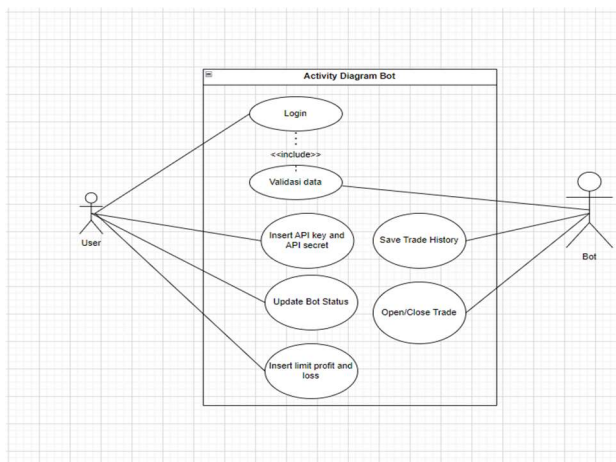 Activity Diagram Bot
Login
<<include>>
Validasi data
User
Insert API key and
API secret
Save Trade History
Bot
Update Bot Status
Open/Close Trade
Insert limit profit and
loss